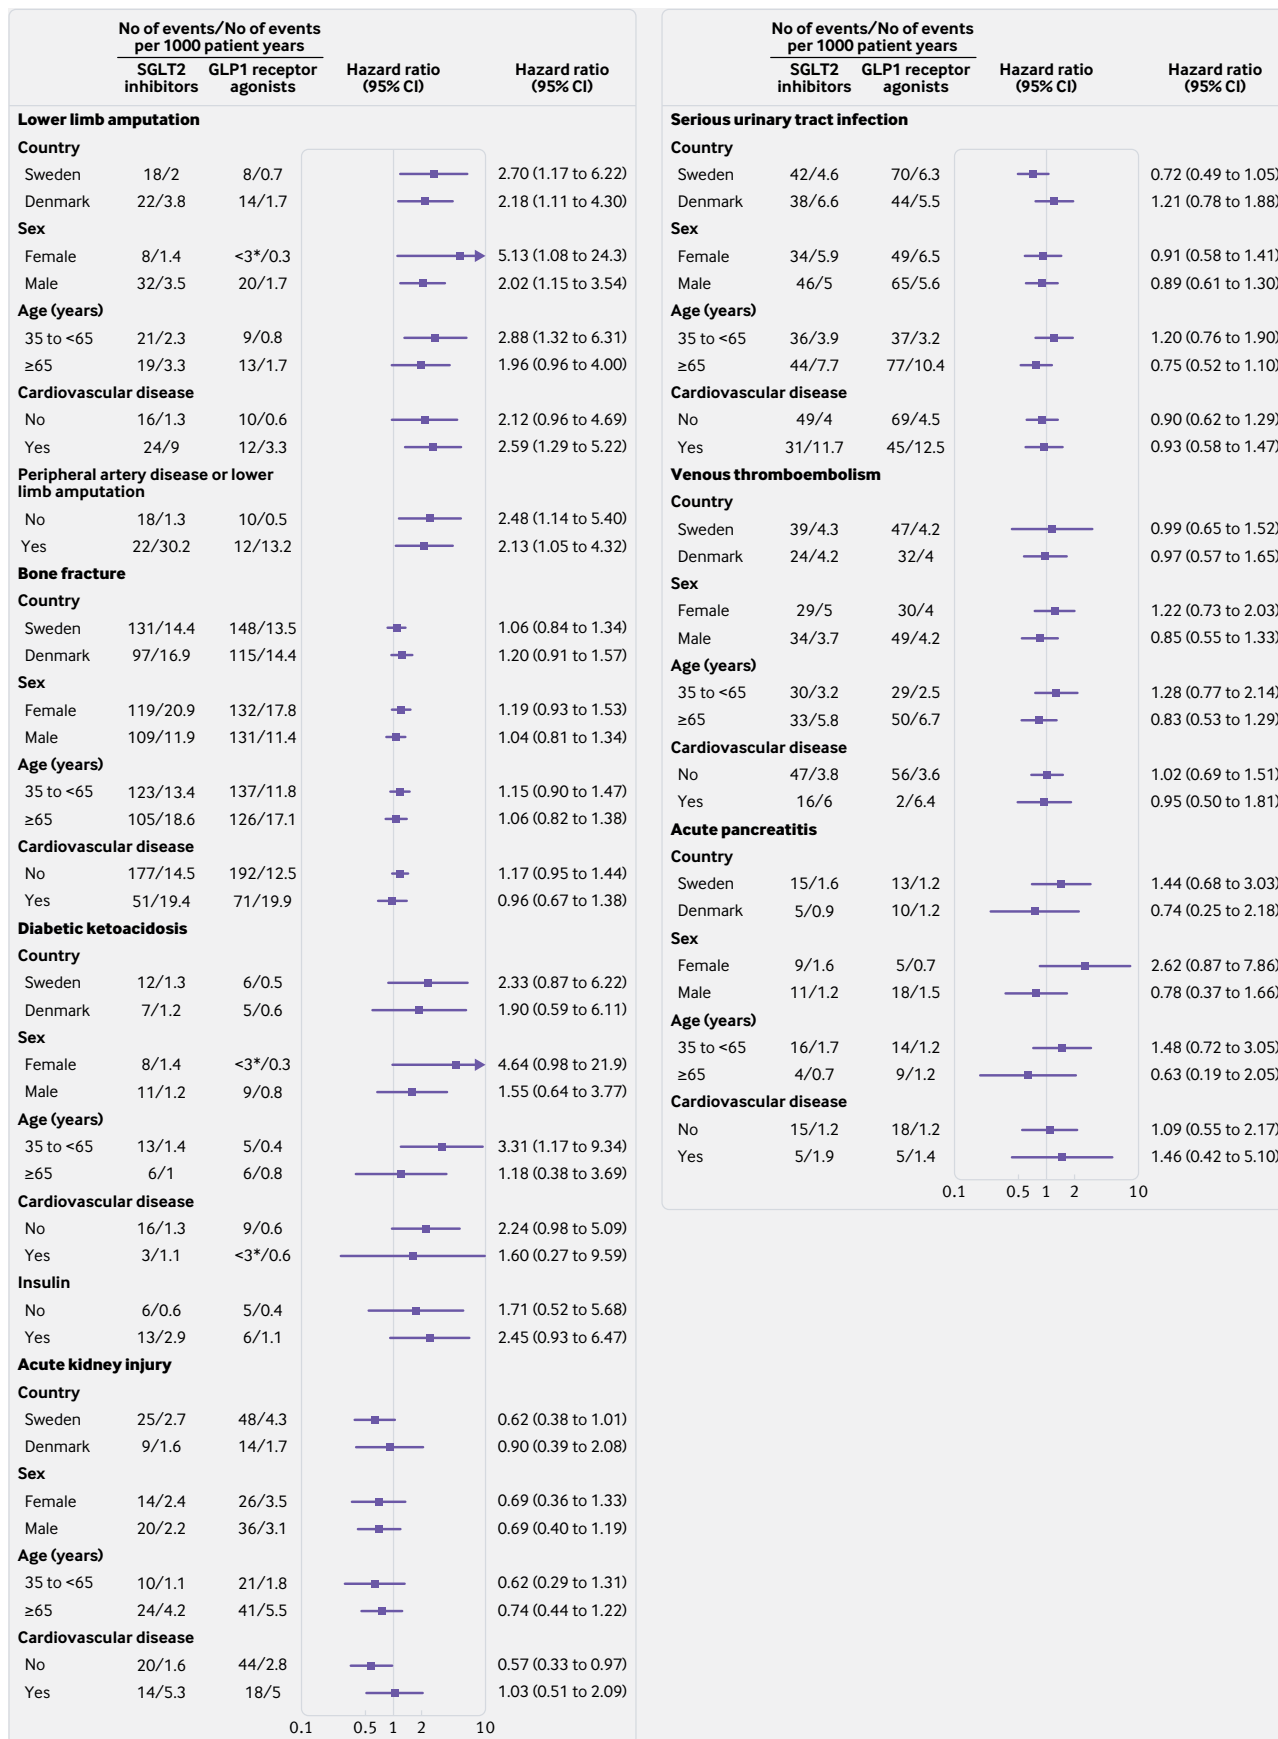 No of events/No of events
per 1000 patient years
SGLT2 inhibitors GLP1 receptor agonists Hazard ratio (95% CI) Hazard ratio (95% CI)
Lower limb amputation
Country
Sweden 18/2 8/0.7 2.70 (1.17 to 6.22)
Denmark 22/3.8 14/1.7 2.18 (1.11 to 4.30)
Sex
Female 8/1.4 <3*/0.3 5.13 (1.08 to 24.3)
Male 32/3.5 20/1.7 2.02 (1.15 to 3.54)
Age (years)
35 to <65 21/2.3 9/0.8 2.88 (1.32 to 6.31)
≥65 19/3.3 13/1.7 1.96 (0.96 to 4.00)
Cardiovascular disease
No 16/1.3 10/0.6 2.12 (0.96 to 4.69)
Yes 24/9 12/3.3 2.59 (1.29 to 5.22)
Peripheral artery disease or lower
limb amputation
No 18/1.3 10/0.5 2.48 (1.14 to 5.40)
Yes 22/30.2 12/13.2 2.13 (1.05 to 4.32)
Bone fracture
Country
Sweden 131/14.4 148/13.5 1.06 (0.84 to 1.34)
Denmark 97/16.9 115/14.4 1.20 (0.91 to 1.57)
Sex
Female 119/20.9 132/17.8 1.19 (0.93 to 1.53)
Male 109/11.9 131/11.4 1.04 (0.81 to 1.34)
Age (years)
35 to <65 123/13.4 137/11.8 1.15 (0.90 to 1.47)
≥65 105/18.6 126/17.1 1.06 (0.82 to 1.38)
Cardiovascular disease
No 177/14.5 192/12.5 1.17 (0.95 to 1.44)
Yes 51/19.4 71/19.9 0.96 (0.67 to 1.38)
Diabetic ketoacidosis
Country
Sweden 12/1.3 6/0.5 2.33 (0.87 to 6.22)
Denmark 7/1.2 5/0.6 1.90 (0.59 to 6.11)
Sex
Female 8/1.4 <3*/0.3 4.64 (0.98 to 21.9)
Male 11/1.2 9/0.8 1.55 (0.64 to 3.77)
Age (years)
35 to <65 13/1.4 5/0.4 3.31 (1.17 to 9.34)
≥65 6/1 6/0.8 1.18 (0.38 to 3.69)
Cardiovascular disease
No 16/1.3 9/0.6 2.24 (0.98 to 5.09)
Yes 3/1.1 <3*/0.6 1.60 (0.27 to 9.59)
Insulin
No 6/0.6 5/0.4 1.71 (0.52 to 5.68)
Yes 13/2.9 6/1.1 2.45 (0.93 to 6.47)
Acute kidney injury
Country
Sweden 25/2.7 48/4.3 0.62 (0.38 to 1.01)
Denmark 9/1.6 14/1.7 0.90 (0.39 to 2.08)
Sex
Female 14/2.4 26/3.5 0.69 (0.36 to 1.33)
Male 20/2.2 36/3.1 0.69 (0.40 to 1.19)
Age (years)
35 to <65 10/1.1 21/1.8 0.62 (0.29 to 1.31)
≥65 24/4.2 41/5.5 0.74 (0.44 to 1.22)
Cardiovascular disease
No 20/1.6 44/2.8 0.57 (0.33 to 0.97)
Yes 14/5.3 18/5 1.03 (0.51 to 2.09)
0.1 0.5 1 2 10
No of events/No of events
per 1000 patient years
SGLT2 inhibitors GLP1 receptor agonists Hazard ratio (95% CI) Hazard ratio (95% CI)
Serious urinary tract infection
Country
Sweden 42/4.6 70/6.3 0.72 (0.49 to 1.05)
Denmark 38/6.6 44/5.5 1.21 (0.78 to 1.88)
Sex
Female 34/5.9 49/6.5 0.91 (0.58 to 1.41)
Male 46/5 65/5.6 0.89 (0.61 to 1.30)
Age (years)
35 to <65 36/3.9 37/3.2 1.20 (0.76 to 1.90)
≥65 44/7.7 77/10.4 0.75 (0.52 to 1.10)
Cardiovascular disease
No 49/4 69/4.5 0.90 (0.62 to 1.29)
Yes 31/11.7 45/12.5 0.93 (0.58 to 1.47)
Venous thromboembolism
Country
Sweden 39/4.3 47/4.2 0.99 (0.65 to 1.52)
Denmark 24/4.2 32/4 0.97 (0.57 to 1.65)
Sex
Female 29/5 30/4 1.22 (0.73 to 2.03)
Male 34/3.7 49/4.2 0.85 (0.55 to 1.33)
Age (years)
35 to <65 30/3.2 29/2.5 1.28 (0.77 to 2.14)
≥65 33/5.8 50/6.7 0.83 (0.53 to 1.29)
Cardiovascular disease
No 47/3.8 56/3.6 1.02 (0.69 to 1.51)
Yes 16/6 2/6.4 0.95 (0.50 to 1.81)
Acute pancreatitis
Country
Sweden 15/1.6 13/1.2 1.44 (0.68 to 3.03)
Denmark 5/0.9 10/1.2 0.74 (0.25 to 2.18)
Sex
Female 9/1.6 5/0.7 2.62 (0.87 to 7.86)
Male 11/1.2 18/1.5 0.78 (0.37 to 1.66)
Age (years)
35 to <65 16/1.7 14/1.2 1.48 (0.72 to 3.05)
≥65 4/0.7 9/1.2 0.63 (0.19 to 2.05)
Cardiovascular disease
No 15/1.2 18/1.2 1.09 (0.55 to 2.17)
Yes 5/1.9 5/1.4 1.46 (0.42 to 5.10)
0.1 0.5 1 2 10